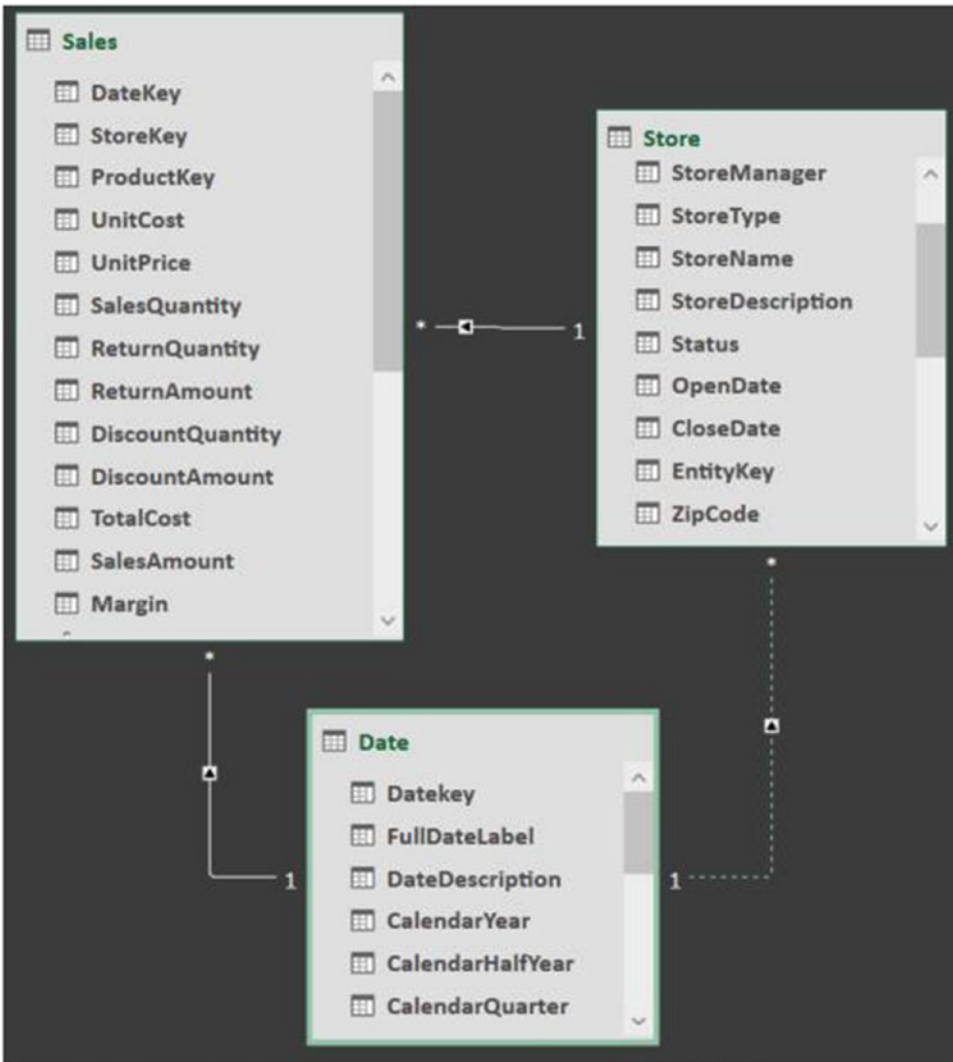 Sales
DateKey
StoreKey
ProductKey
UnitCost
UnitPrice
SalesQuantity
ReturnQuantity
ReturnAmount
DiscountQuantity
DiscountAmount
TotalCost
SalesAmount
Margin
* 1
Store
StoreManager
StoreType
StoreName
StoreDescription
Status
OpenDate
CloseDate
EntityKey
ZipCode
*
*
1
Date
Datekey
FullDateLabel
DateDescription
CalendarYear
CalendarHalfYear
CalendarQuarter
1